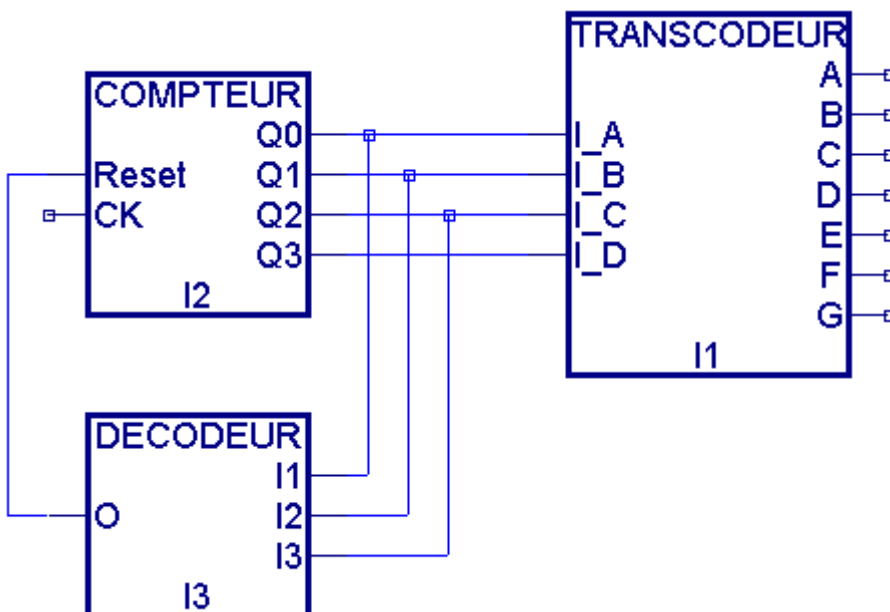 COMPTEUR
Q0
Reset
Q1
CK
Q2
Q3
I2
TRANSCODEUR
A
B
I_A
C
I_B
D
I_C
E
I_D
F
G
I1
DECODEUR
I1
O
I2
I3
I3